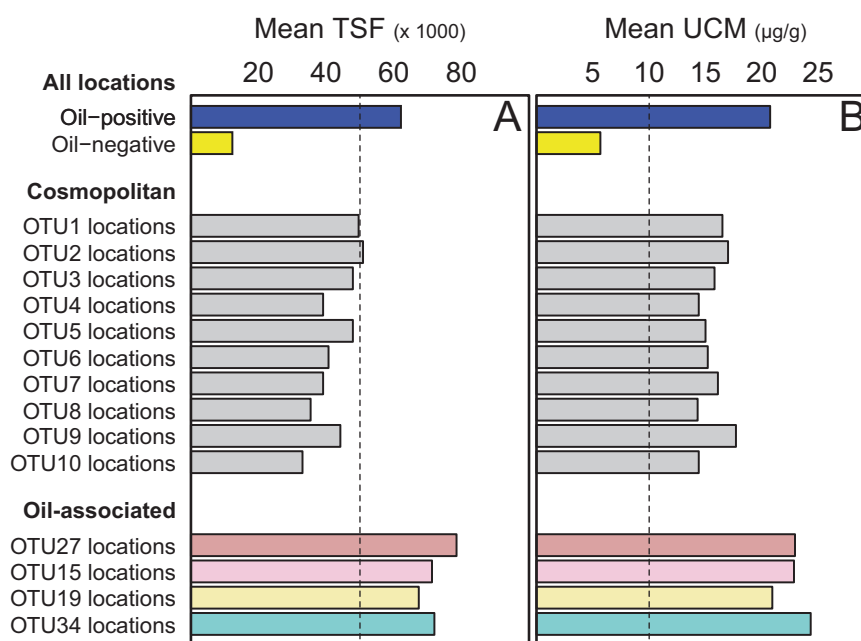 Mean TSF (x 1000) Mean UCM (µg/g)
All locations 20 40 60 80 5 10 15 20 25
Oil−positive A B
Oil−negative
Cosmopolitan
OTU1 locations
OTU2 locations
OTU3 locations
OTU4 locations
OTU5 locations
OTU6 locations
OTU7 locations
OTU8 locations
OTU9 locations
OTU10 locations
Oil-associated
OTU27 locations
OTU15 locations
OTU19 locations
OTU34 locations